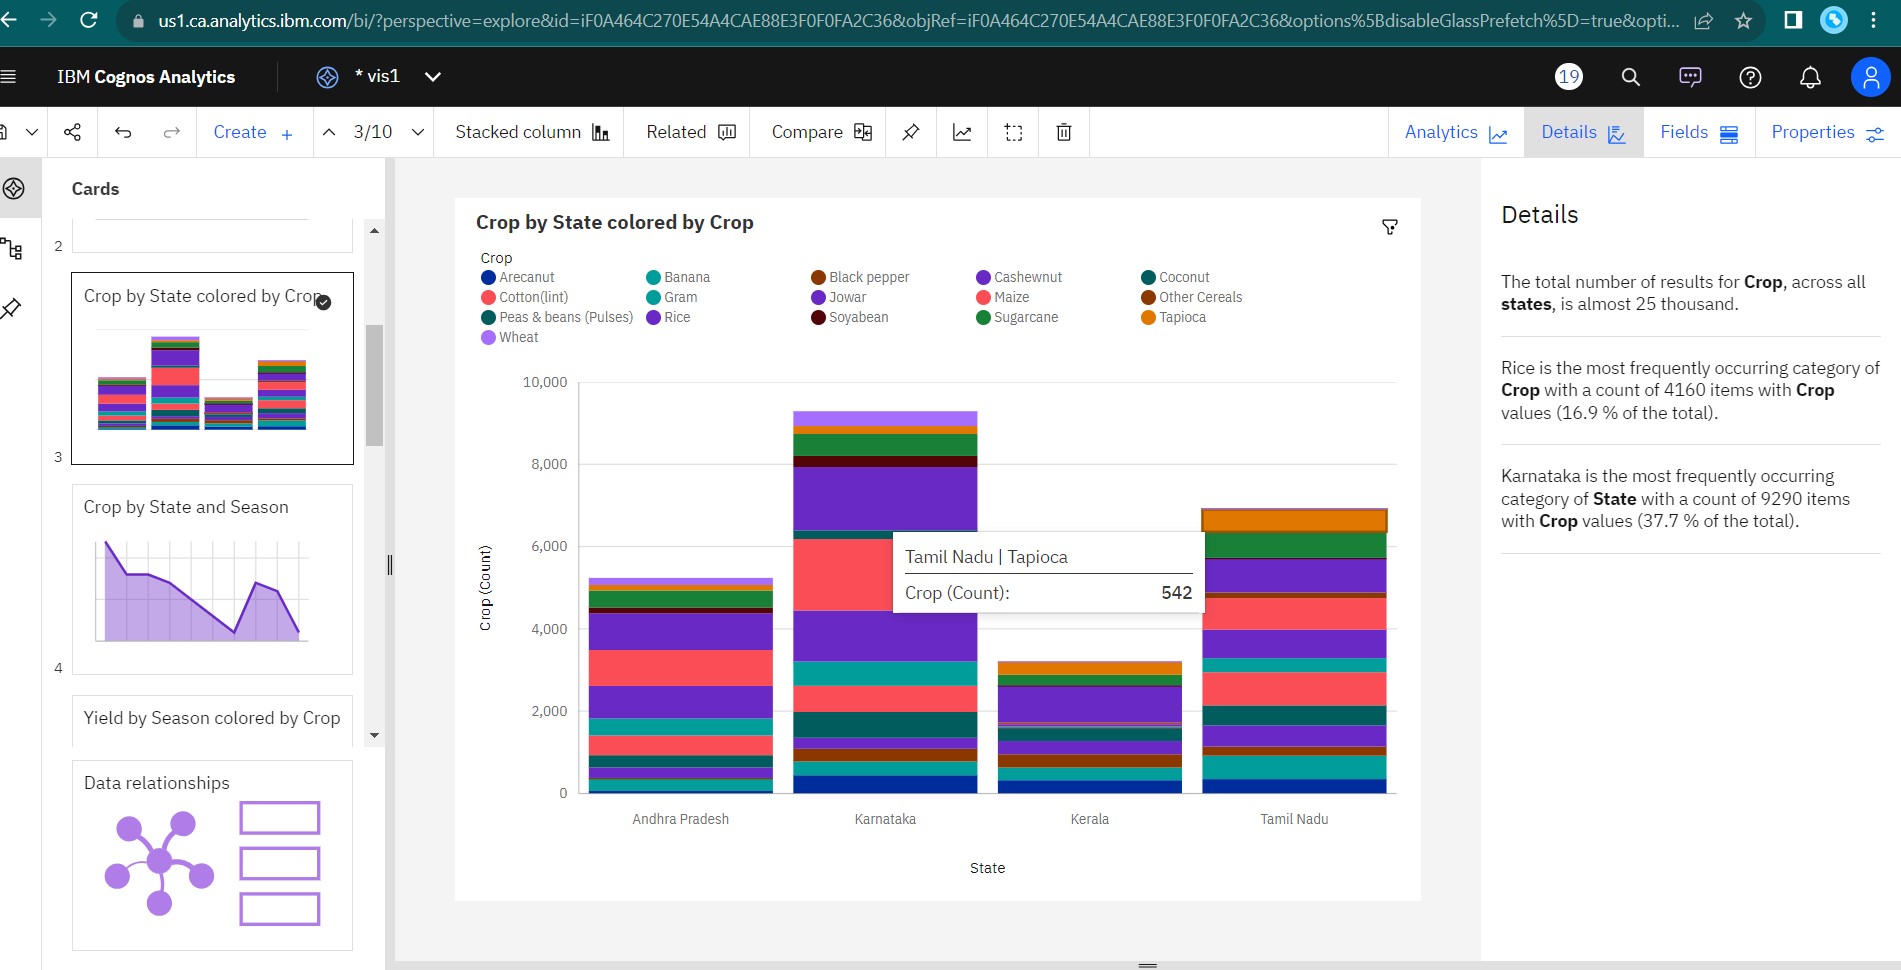 us1.ca.analytics.ibm.com/bi/?perspective=explore&id=iF0A464C270E54A4CAE88E3F0F0FA2C36&objRef=iF0A464C270E54A4CAE88E3F0F0FA2C36&options%5BdisableGlassPrefetch%5D=true&opti...
IBM Cognos Analytics
* vis1
19
Create +
3/10
Stacked column
Related
Compare
Analytics
Details
Fields
Properties
Cards
2
Crop by State colored by Crop
3
Crop by State and Season
4
Yield by Season colored by Crop
Data relationships
Crop by State colored by Crop
Crop
Arecanut
Banana
Black pepper
Cashewnut
Coconut
Cotton(lint)
Gram
Jowar
Maize
Other Cereals
Peas & beans (Pulses)
Rice
Soyabean
Sugarcane
Tapioca
Wheat
Crop (Count)
10,000
8,000
6,000
4,000
2,000
0
Tamil Nadu | Tapioca
Crop (Count): 542
Andhra Pradesh
Karnataka
Kerala
Tamil Nadu
State
Details
The total number of results for Crop, across all
states, is almost 25 thousand.
Rice is the most frequently occurring category of
Crop with a count of 4160 items with Crop
values (16.9 % of the total).
Karnataka is the most frequently occurring
category of State with a count of 9290 items
with Crop values (37.7 % of the total).